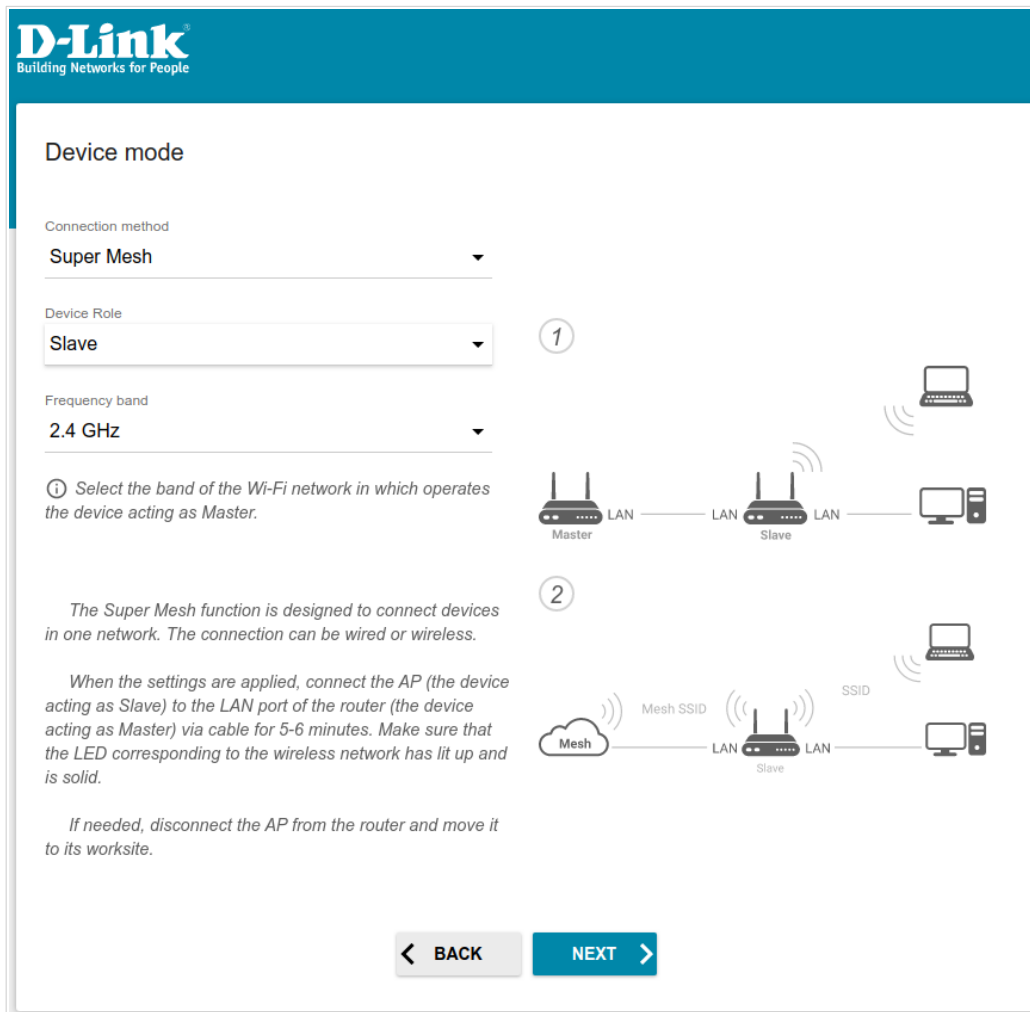 D-Link®
Building Networks for People
Device mode
Connection method
Super Mesh
Device Role
Slave
Frequency band
2.4 GHz
Select the band of the Wi-Fi network in which operates
the device acting as Master.
The Super Mesh function is designed to connect devices
in one network. The connection can be wired or wireless.
When the settings are applied, connect the AP (the device
acting as Slave) to the LAN port of the router (the device
acting as Master) via cable for 5-6 minutes. Make sure that
the LED corresponding to the wireless network has lit up and
is solid.
If needed, disconnect the AP from the router and move it
to its worksite.
1
LAN LAN LAN
Master Slave
2
SSID
Mesh SSID
Mesh LAN LAN
Slave
BACK NEXT